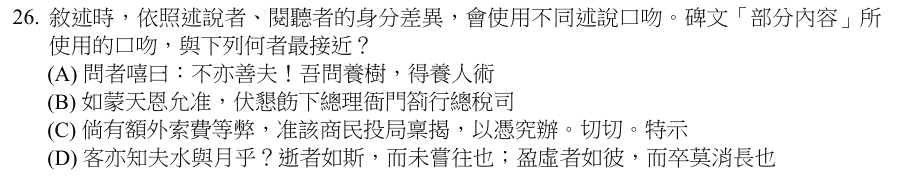 26. 敘述時，依照述說者、閱聽者的身分差異，會使用不同述說口吻。碑文「部分內容」所
使用的口吻，與下列何者最接近？
(A) 問者嘻曰：不亦善夫！吾問養樹，得養人術
(B) 如蒙天恩允准，伏懇飭下總理衙門箚行總稅司
(C) 倘有額外索費等弊，准該商民投局稟揭，以憑究辦。切切。特示
(D) 客亦知夫水與月乎？逝者如斯，而未嘗往也；盈虛者如彼，而卒莫消長也